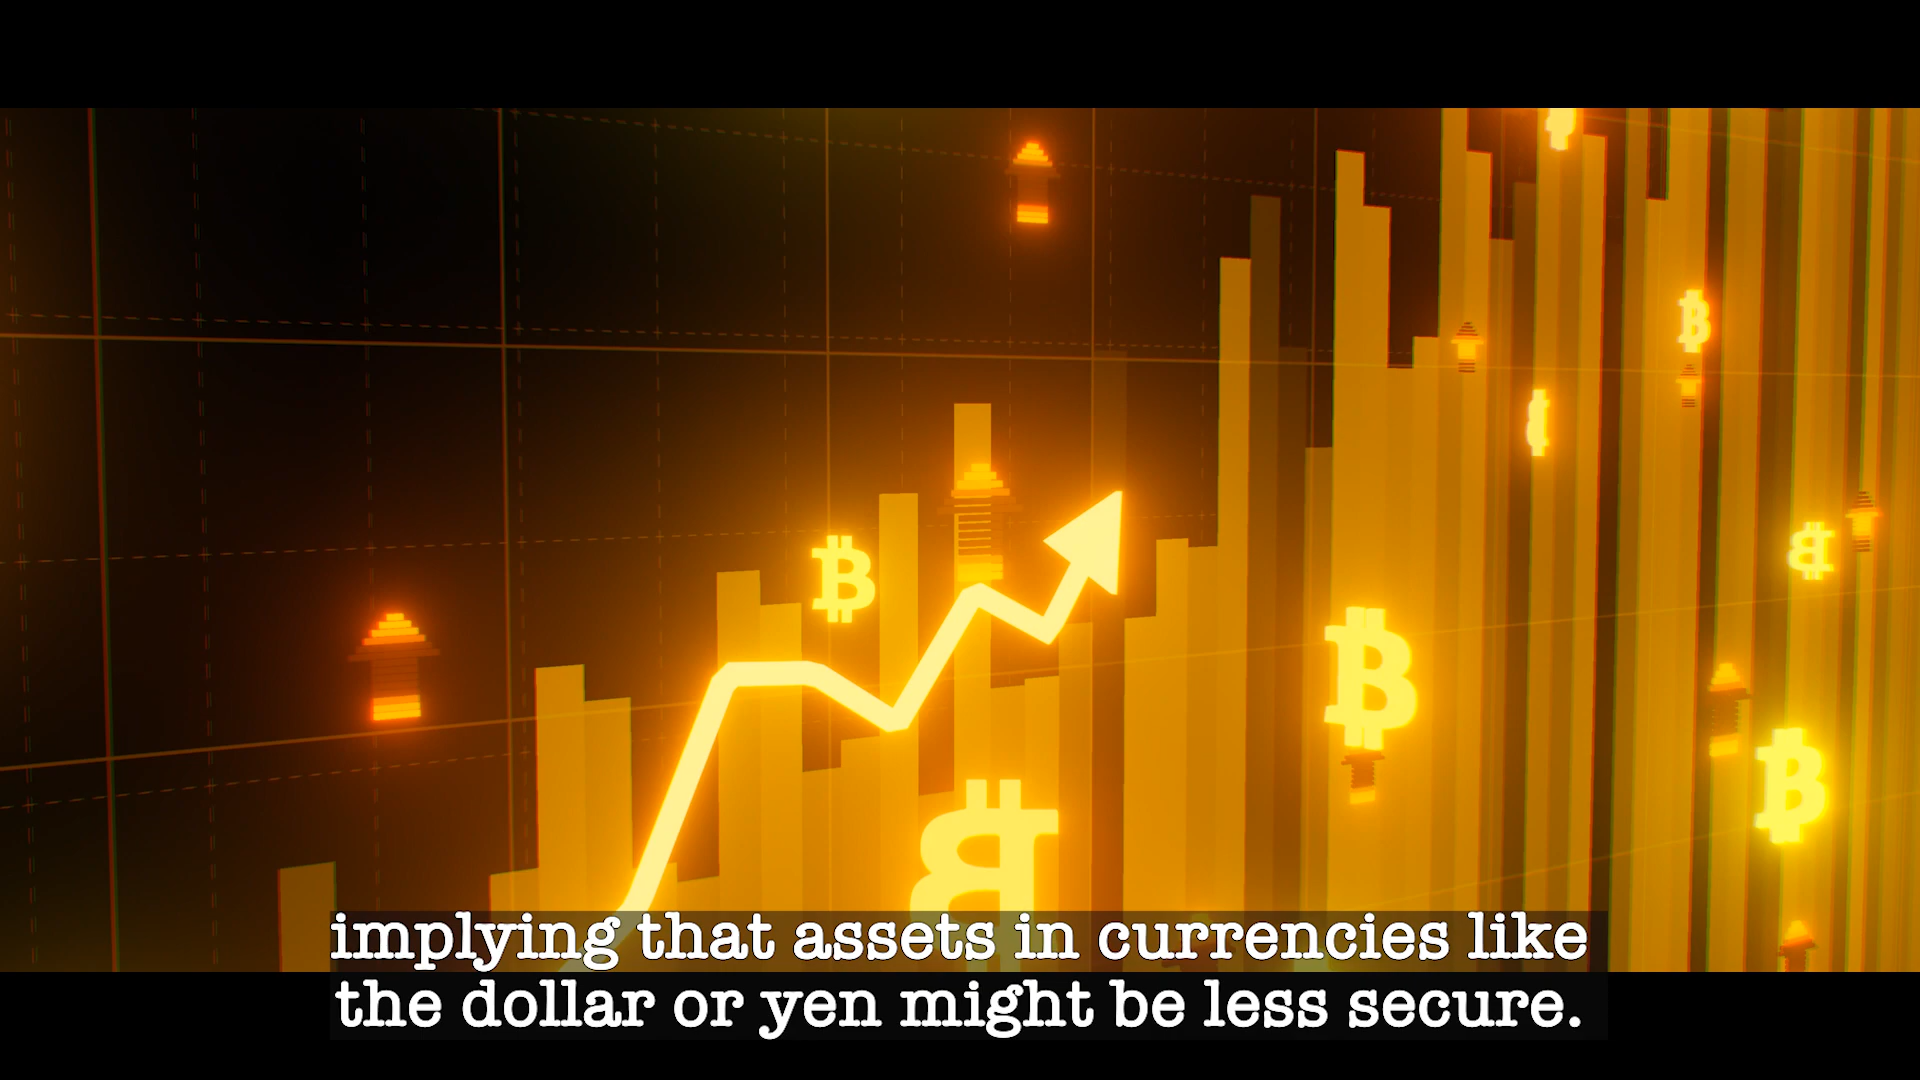 implying that assets in currencies like
the dollar or yen might be less secure.